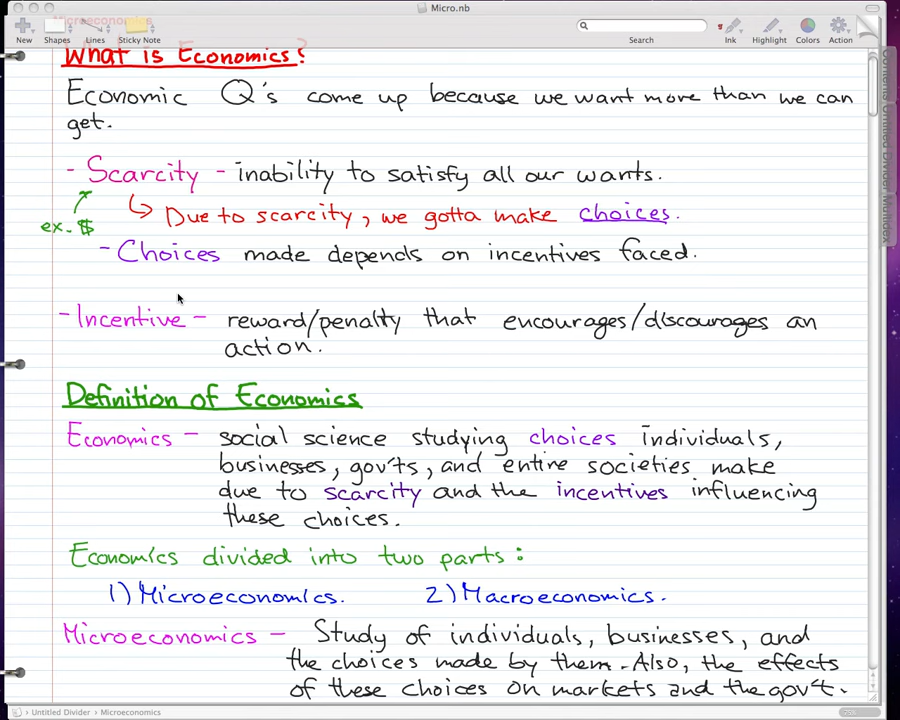 Micro.nb
Microeconomics
New Shapes Lines Sticky Note Search Ink Highlight Colors Action
What is Economics?
Economic Q's come up because we want more than we can
get.
- Scarcity - inability to satisfy all our wants.
ex. $ ↳ Due to scarcity, we gotta make choices.
- Choices made depends on incentives faced.
- Incentive - reward/penalty that encourages/discourages an
action.
Definition of Economics
Economics - social science studying choices individuals,
businesses, gov'ts, and entire societies make
due to scarcity and the incentives influencing
these choices.
Economics divided into two parts:
1) Microeconomics. 2) Macroeconomics.
Microeconomics - Study of individuals, businesses, and
the choices made by them. Also, the effects
of these choices on markets and the gov't.
Untitled Divider › Microeconomics
Contents
Untitled Divider
Multidex